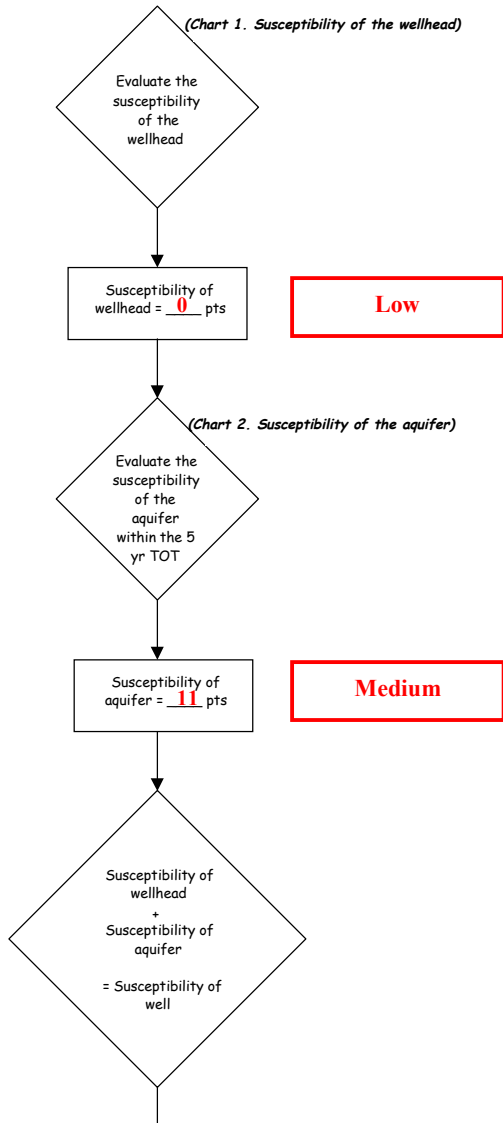 (Chart 1. Susceptibility of the wellhead)
Evaluate the
susceptibility
of the
wellhead
Susceptibility of
wellhead = 0 pts
Low
(Chart 2. Susceptibility of the aquifer)
Evaluate the
susceptibility
of the
aquifer
within the 5
yr TOT
Susceptibility of
aquifer = 11 pts
Medium
Susceptibility of
wellhead
+
Susceptibility of
aquifer
= Susceptibility of
well